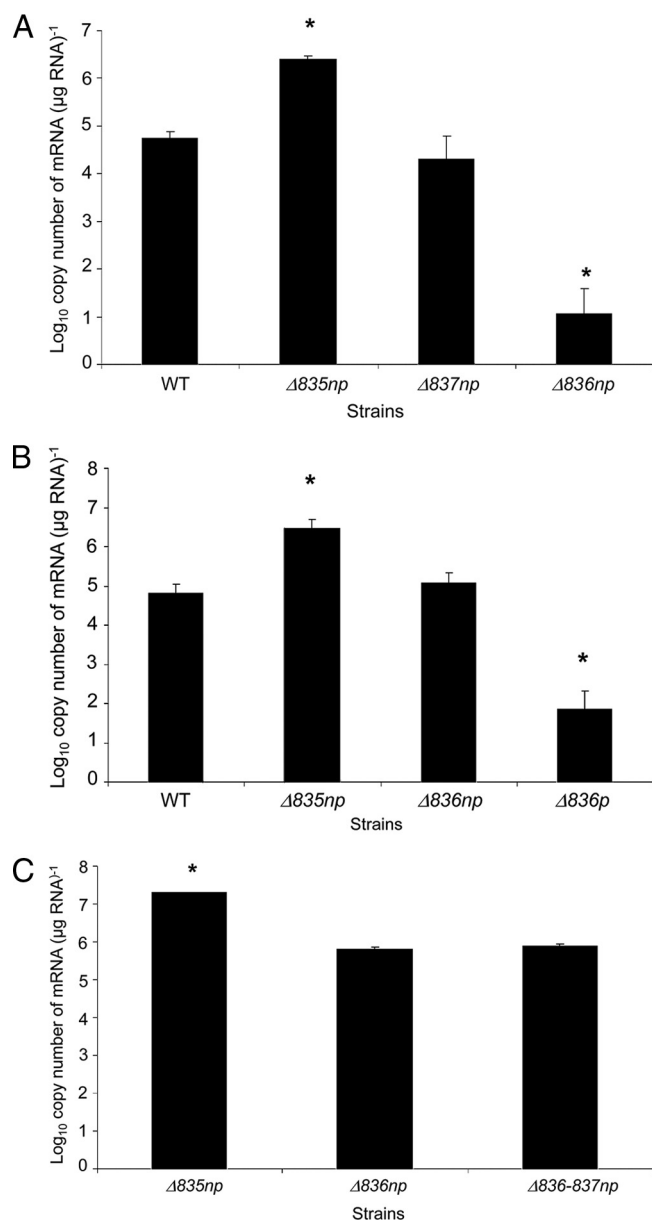 A
Log10 copy number of mRNA (µg RNA)-1
7
6
5
4
3
2
1
0
*
*
WT Δ835np Δ837np Δ836np
Strains
B
Log10 copy number of mRNA (µg RNA)-1
8
7
6
5
4
3
2
1
0
*
*
WT Δ835np Δ836np Δ836p
Strains
C
Log10 copy number of mRNA (µg RNA)-1
8
7
6
5
4
3
2
1
0
*
Δ835np Δ836np Δ836-837np
Strains